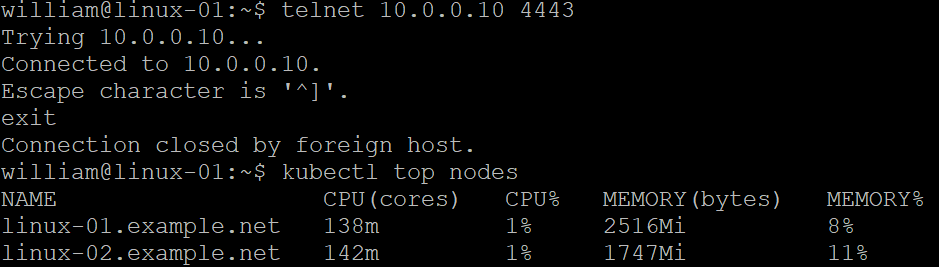 william@linux-01:~$ telnet 10.0.0.10 4443
Trying 10.0.0.10...
Connected to 10.0.0.10.
Escape character is '^]'.
exit
Connection closed by foreign host.
william@linux-01:~$ kubectl top nodes
NAME CPU(cores) CPU% MEMORY(bytes) MEMORY%
linux-01.example.net 138m 1% 2516Mi 8%
linux-02.example.net 142m 1% 1747Mi 11%